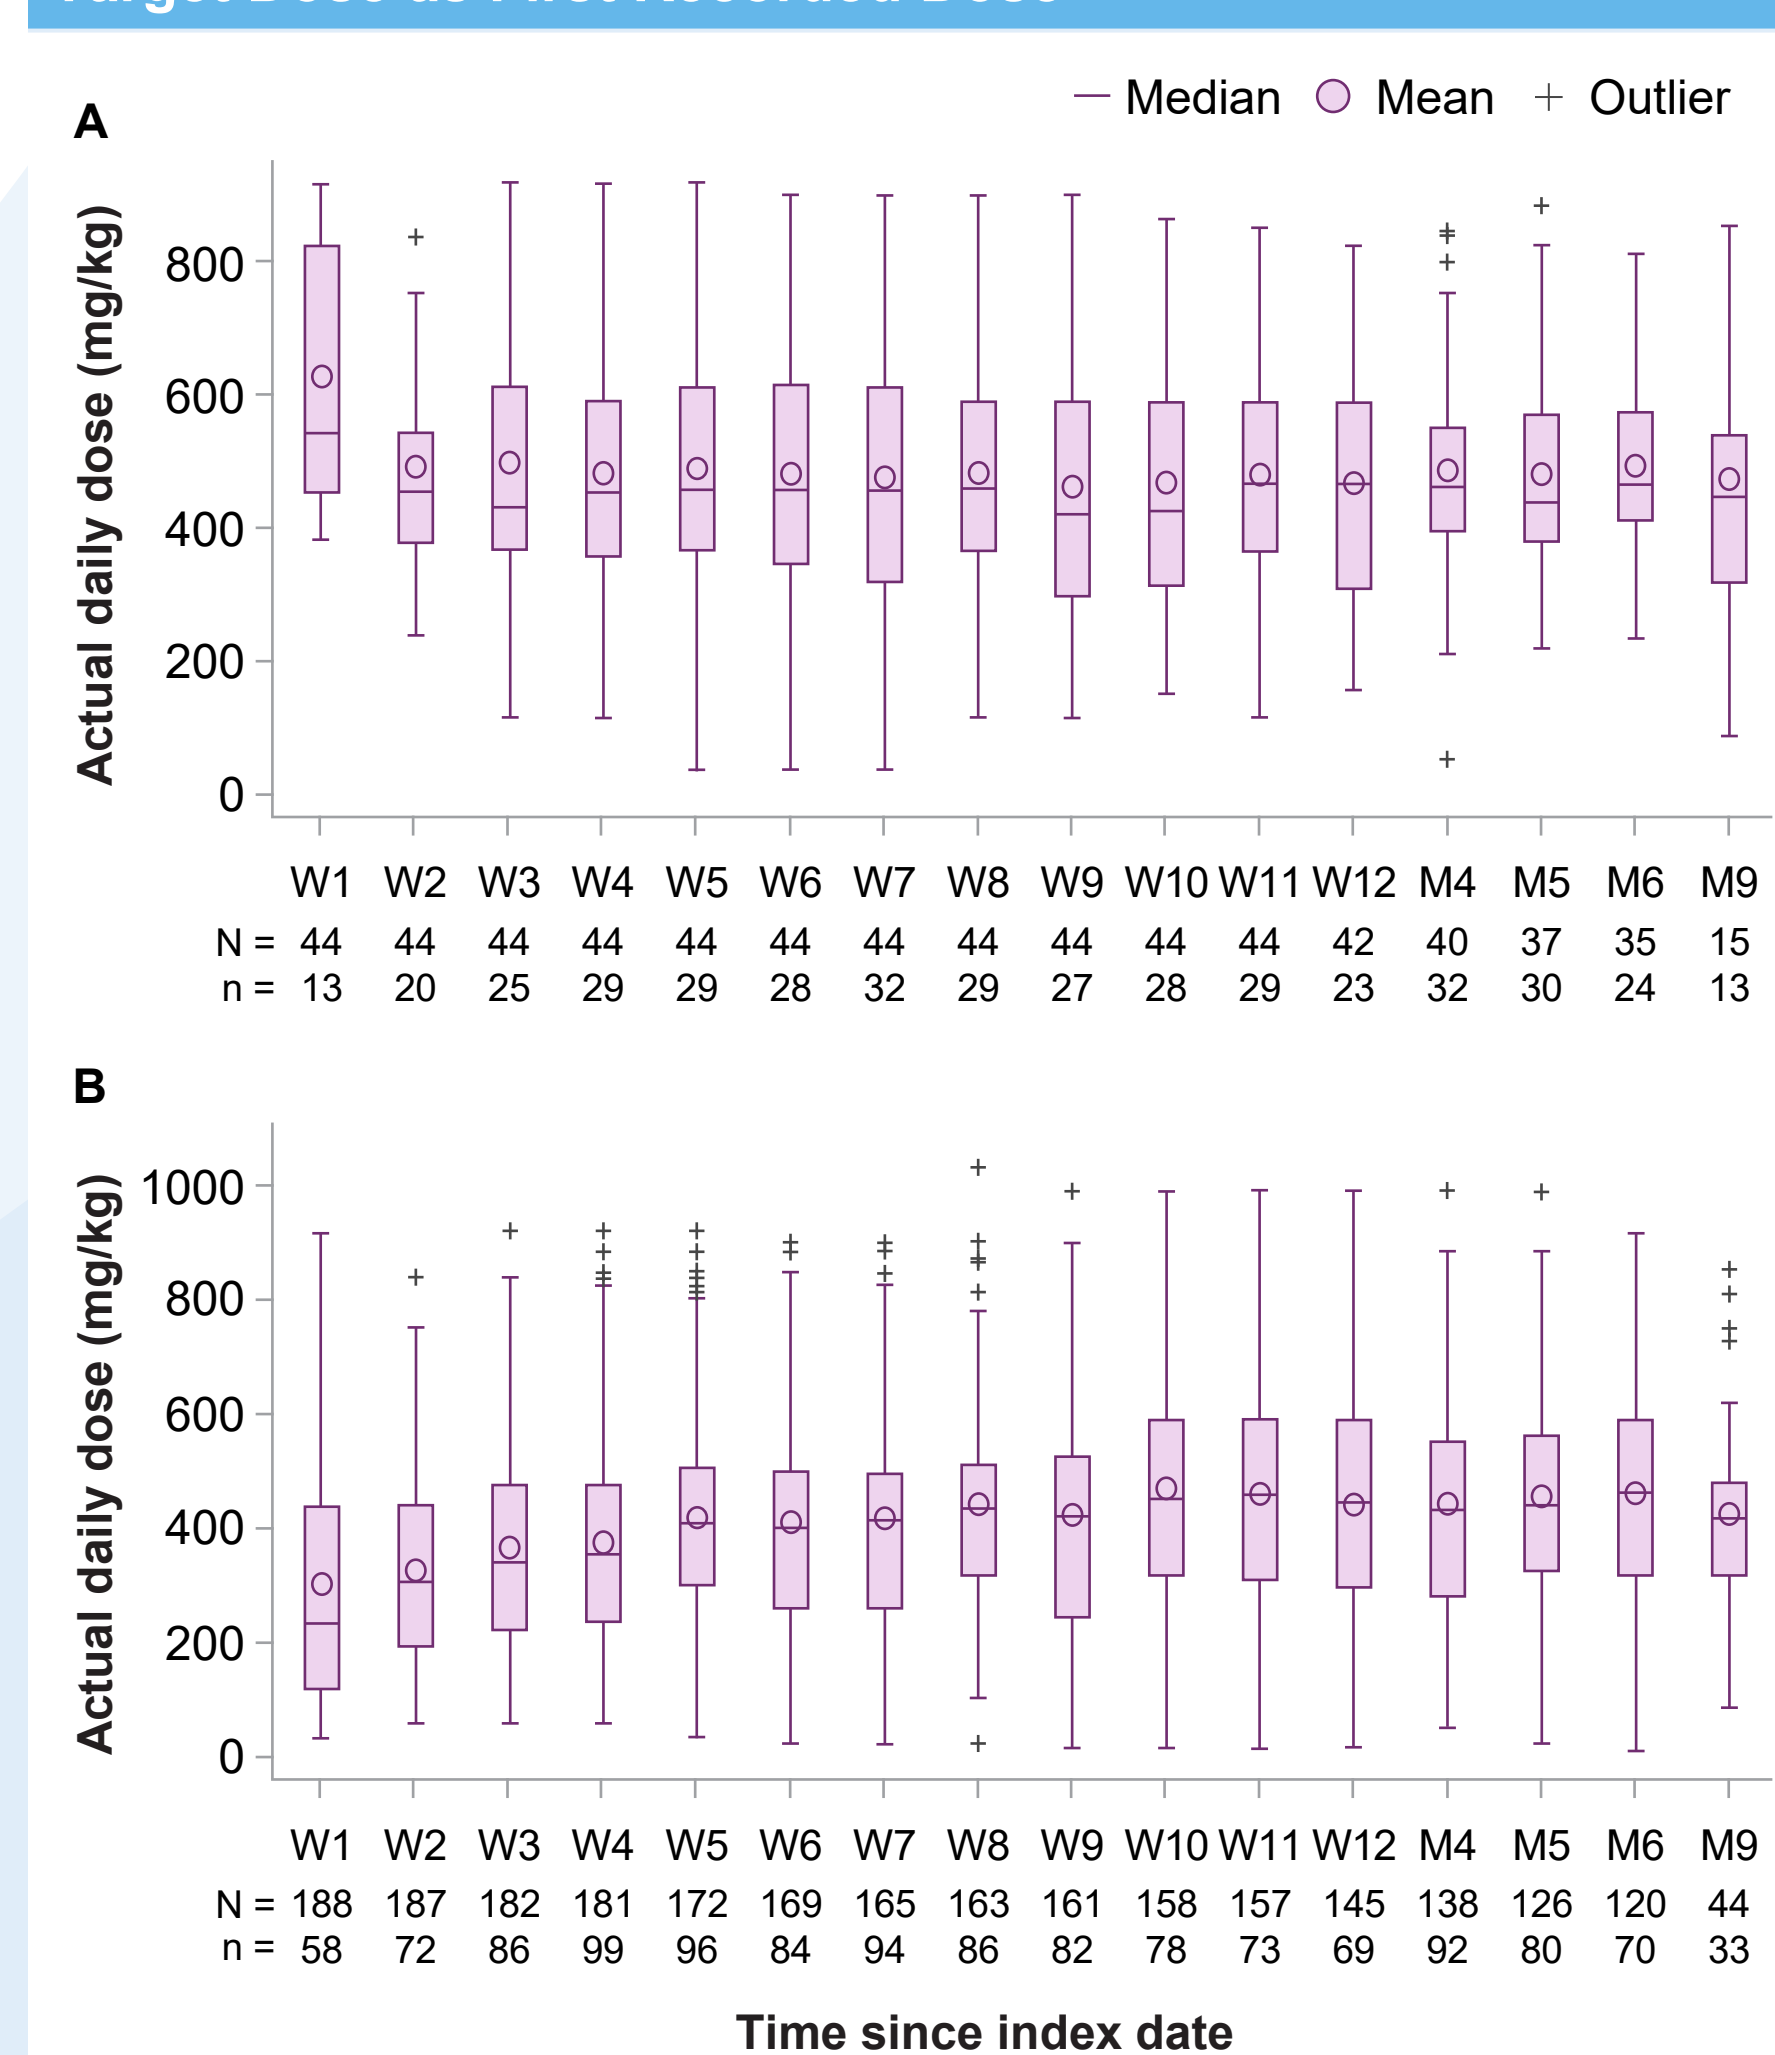 Target Dose as First Recorded Dose
— Median ○ Mean + Outlier
A
Actual daily dose (mg/kg)
800
600
400
200
0
W1 W2 W3 W4 W5 W6 W7 W8 W9 W10 W11 W12 M4 M5 M6 M9
N = 44 44 44 44 44 44 44 44 44 44 44 42 40 37 35 15
n = 13 20 25 29 29 28 32 29 27 28 29 23 32 30 24 13
B
Actual daily dose (mg/kg)
1000
800
600
400
200
0
W1 W2 W3 W4 W5 W6 W7 W8 W9 W10 W11 W12 M4 M5 M6 M9
N = 188 187 182 181 172 169 165 163 161 158 157 145 138 126 120 44
n = 58 72 86 99 96 84 94 86 82 78 73 69 92 80 70 33
Time since index date